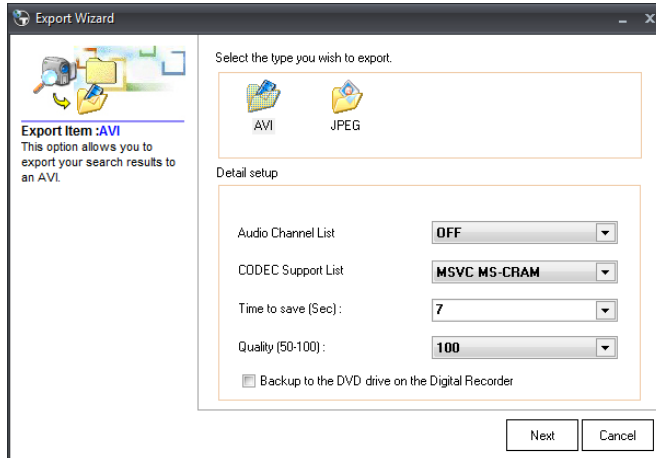 Export Wizard
Select the type you wish to export.
AVI
JPEG
Export Item :AVI
This option allows you to
export your search results to
an AVI.
Detail setup
Audio Channel List
OFF
CODEC Support List
MSVC MS-CRAM
Time to save (Sec) :
7
Quality (50-100) :
100
Backup to the DVD drive on the Digital Recorder
Next
Cancel